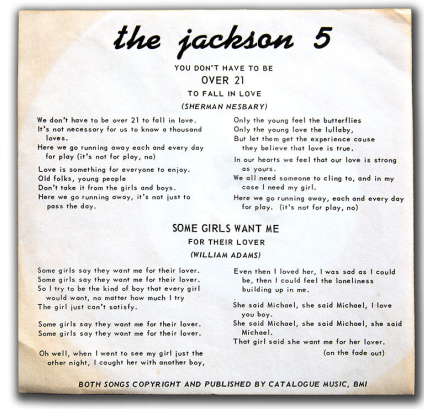 the jackson 5
YOU DON'T HAVE TO BE
OVER 21
TO FALL IN LOVE
(SHERMAN NESBARY)
We don't have to be over 21 to fall in love.
It's not necessary for us to know a thousand
loves.
Here we go running away each and every day
for play (it's not for play, no)
Love is something for everyone to enjoy.
Old folks, young people
Don't take it from the girls and boys.
Here we go running away, it's not just to
pass the day.
Only the young feel the butterflies
Only the young love the lullaby,
But let them get the experience cause
they believe that love is true.
In our hearts we feel that our love is strong
as yours.
We all need someone to cling to, and in my
case I need my girl.
Here we go running away, each and every day
for play. (it's not for play, no)
SOME GIRLS WANT ME
FOR THEIR LOVER
(WILLIAM ADAMS)
Some girls say they want me for their lover.
Some girls say they want me for their lover.
So I try to be the kind of boy that every girl
would want, no matter how much I try
The girl just can't satisfy.
Some girls say they want me for their lover.
Some girls say they want me for their lover.
Oh well, when I went to see my girl just the
other night, I caught her with another boy,
Even then I loved her, I was sad as I could
be, then I could feel the loneliness
building up in me.
She said Michael, she said Michael, I love
you boy.
She said Michael, she said Michael, she said
Michael.
That girl said she want me for her lover.
(on the fade out)
BOTH SONGS COPYRIGHT AND PUBLISHED BY CATALOGUE MUSIC, BMI